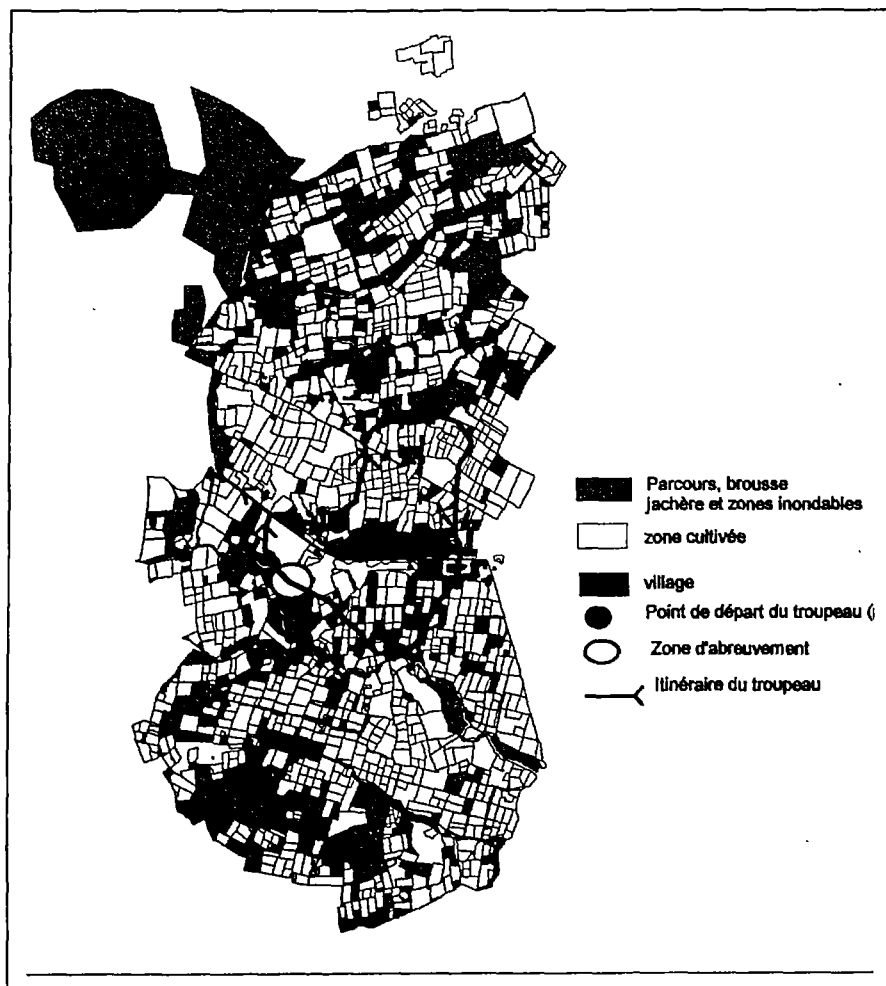 Parcours, brousse
jachère et zones inondables
zone cultivée
village
Point de départ du troupeau (
Zone d'abreuvement
Itinéraire du troupeau